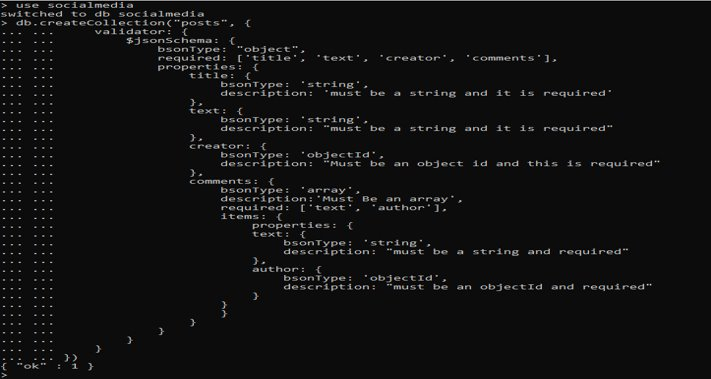 > use socialmedia
switched to db socialmedia
> db.createCollection("posts", {
... ... validator: {
... ... $jsonSchema: {
... ... bsonType: "object",
... ... required: ['title', 'text', 'creator', 'comments'],
... ... properties: {
... ... title: {
... ... bsonType: 'string',
... ... description: 'must be a string and it is required'
... ... },
... ... text: {
... ... bsonType: 'string',
... ... description: "must be a string and it is required"
... ... },
... ... creator: {
... ... bsonType: 'objectId',
... ... description: "Must be an object id and this is required"
... ... },
... ... comments: {
... ... bsonType: 'array',
... ... description:'Must Be an array',
... ... required: ['text', 'author'],
... ... items: {
... ... properties: {
... ... text: {
... ... bsonType: 'string',
... ... description: "must be a string and required"
... ... },
... ... author: {
... ... bsonType: 'objectId',
... ... description: "must be an objectId and required"
... ... }
... ... }
... ... }
... ... }
... ... }
... ... }
... ... }
... ... })
{ "ok" : 1 }
>